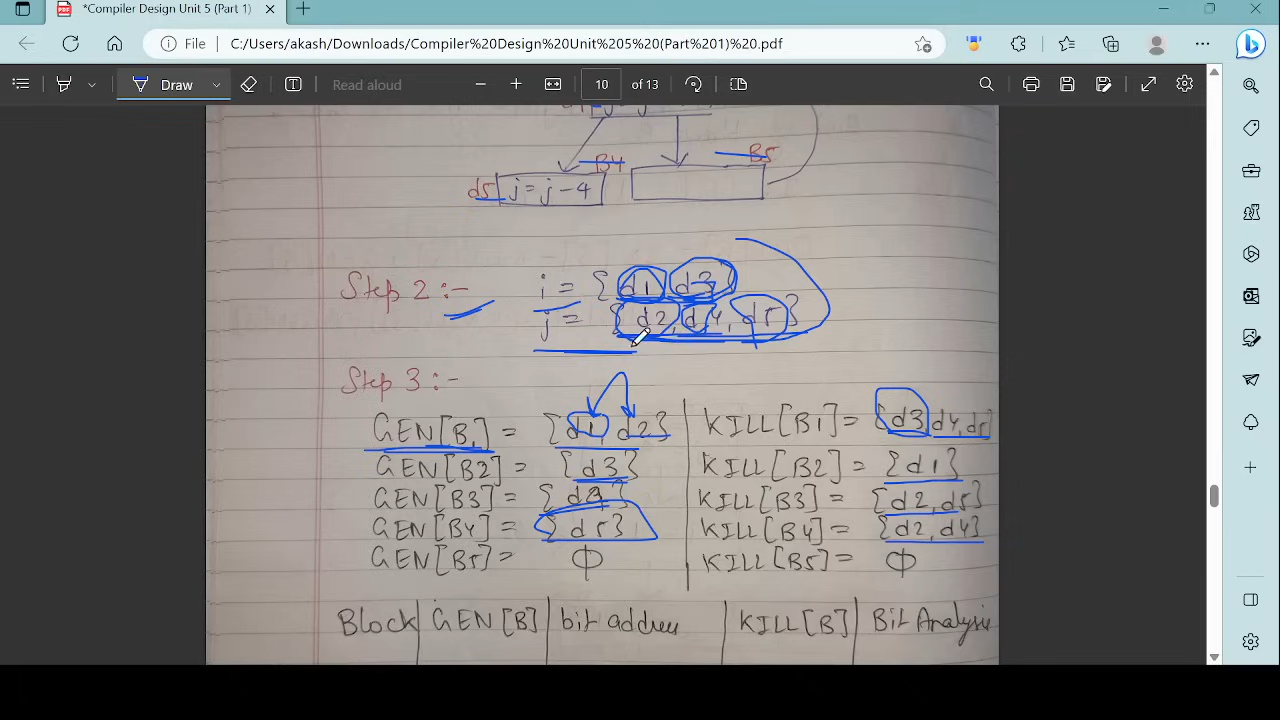 *Compiler Design Unit 5 (Part 1)
File C:/Users/akash/Downloads/Compiler%20Design%20Unit%205%20(Part%201)%20.pdf
Draw Read aloud 10 of 13
B4 B5
d5 j = j - 4
Step 2 :- i = {d1, d3}
j = {d2, d4, d5}
Step 3 :-
GEN[B1] = {d1, d2} KILL[B1] = {d3, d4, d5}
GEN[B2] = {d3} KILL[B2] = {d1}
GEN[B3] = {d4} KILL[B3] = {d2, d5}
GEN[B4] = {d5} KILL[B4] = {d2, d4}
GEN[B5] = Φ KILL[B5] = Φ
Block GEN[B] bit address KILL[B] Bit Analysis